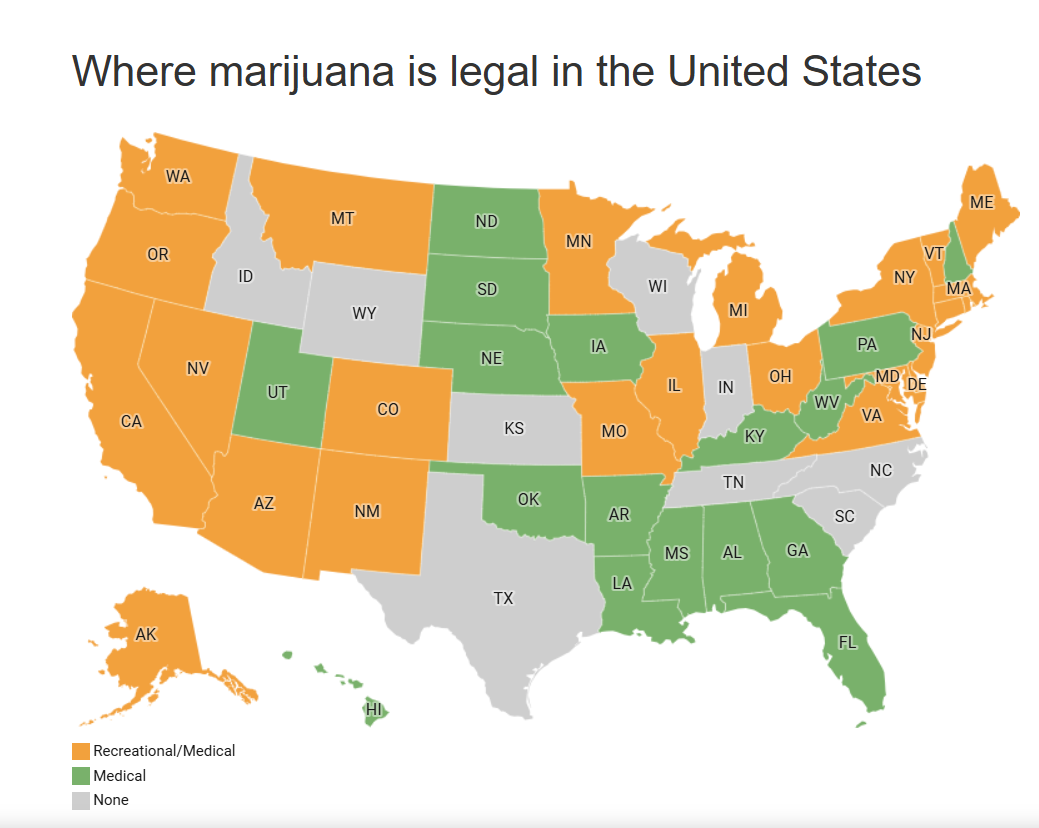 Where marijuana is legal in the United States
WA
MT
ND
MN
ME
OR
ID
SD
WI
VT
NY
MA
WY
MI
NJ
NV
UT
NE
IA
PA
CA
CO
KS
IL
IN
OH
MD
DE
WV
VA
MO
KY
AZ
NM
OK
TN
NC
AR
SC
TX
LA
MS
AL
GA
AK
FL
HI
Recreational/Medical
Medical
None